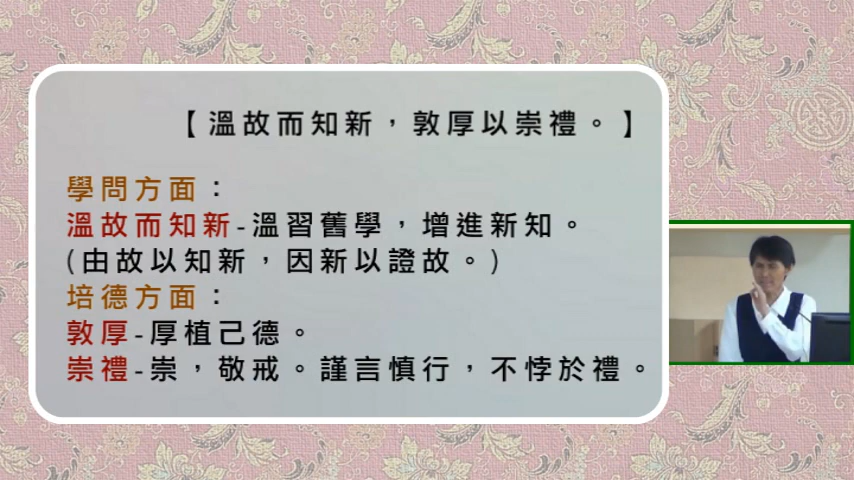 【溫故而知新，敦厚以崇禮。】
學問方面：
溫故而知新-溫習舊學，增進新知。
(由故以知新，因新以證故。)
培德方面：
敦厚-厚植己德。
崇禮-崇，敬戒。謹言慎行，不悖於禮。